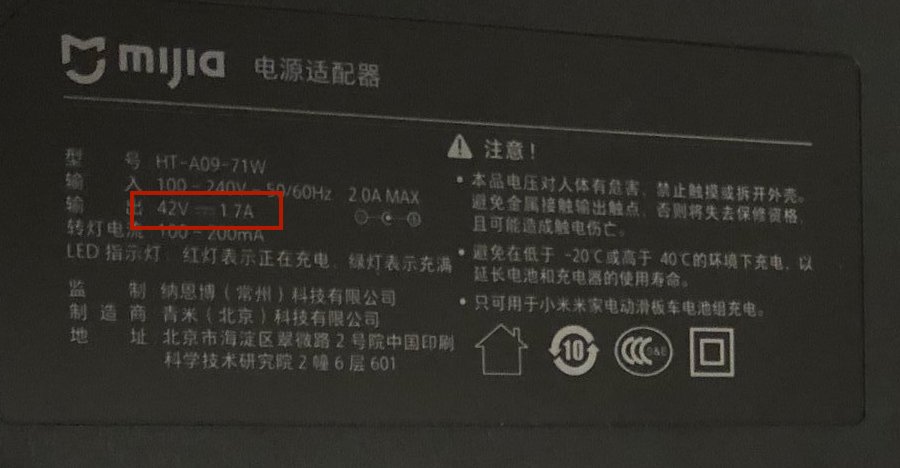 mijia 电源适配器
型 号 HT-A09-71W
输 入 100-240V~50/60Hz 2.0A MAX
输 出 42V⎓1.7A
转灯电流 100-200mA
LED 指示灯：红灯表示正在充电，绿灯表示充满
监 制 纳恩博（常州）科技有限公司
制 造 商 青米（北京）科技有限公司
地 址 北京市海淀区翠微路 2 号院中国印刷
科学技术研究院 2 幢 6 层 601
注意！
• 本品电压对人体有危害，禁止触摸或拆开外壳。
避免金属接触输出触点，否则将失去保修资格，
且可能造成触电伤亡。
• 避免在低于 -20℃或高于 40℃的环境下充电，以
延长电池和充电器的使用寿命。
• 只可用于小米米家电动滑板车电池组充电。
10